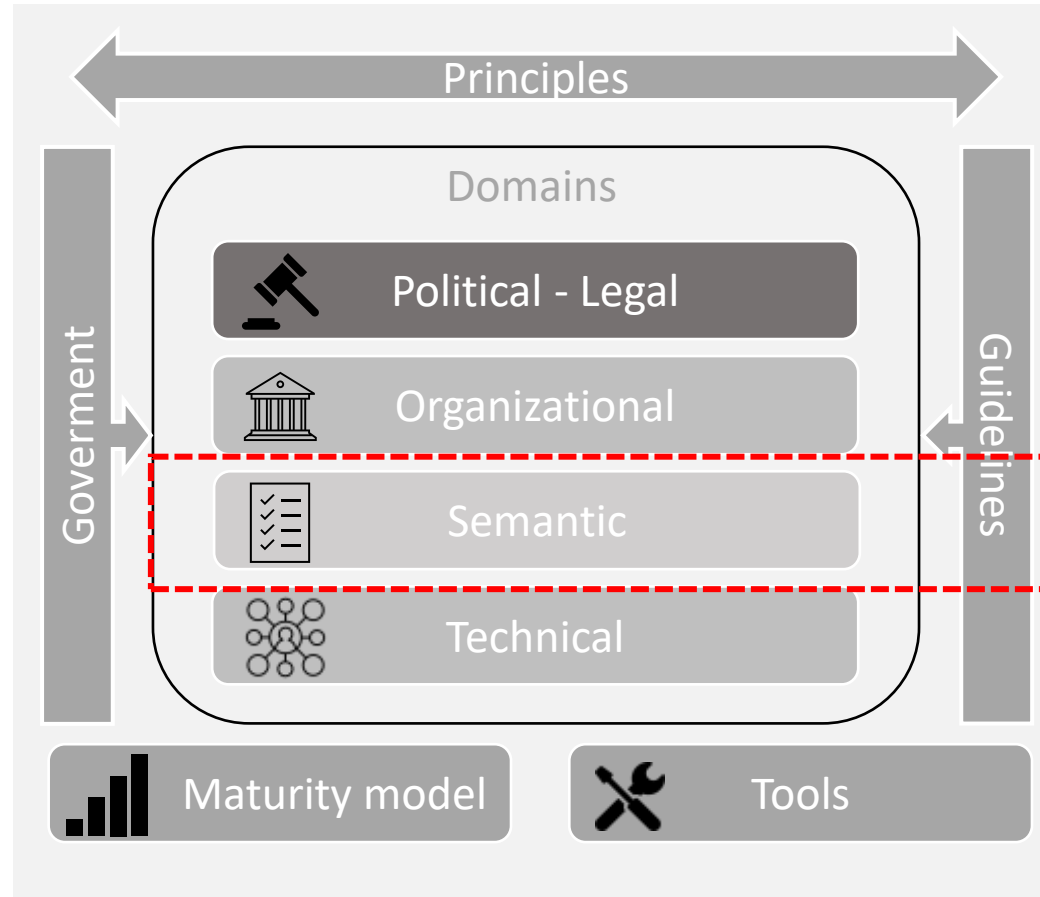 Principles
Domains
Political - Legal
Organizational
Semantic
Technical
Goverment
Guidelines
Maturity model
Tools